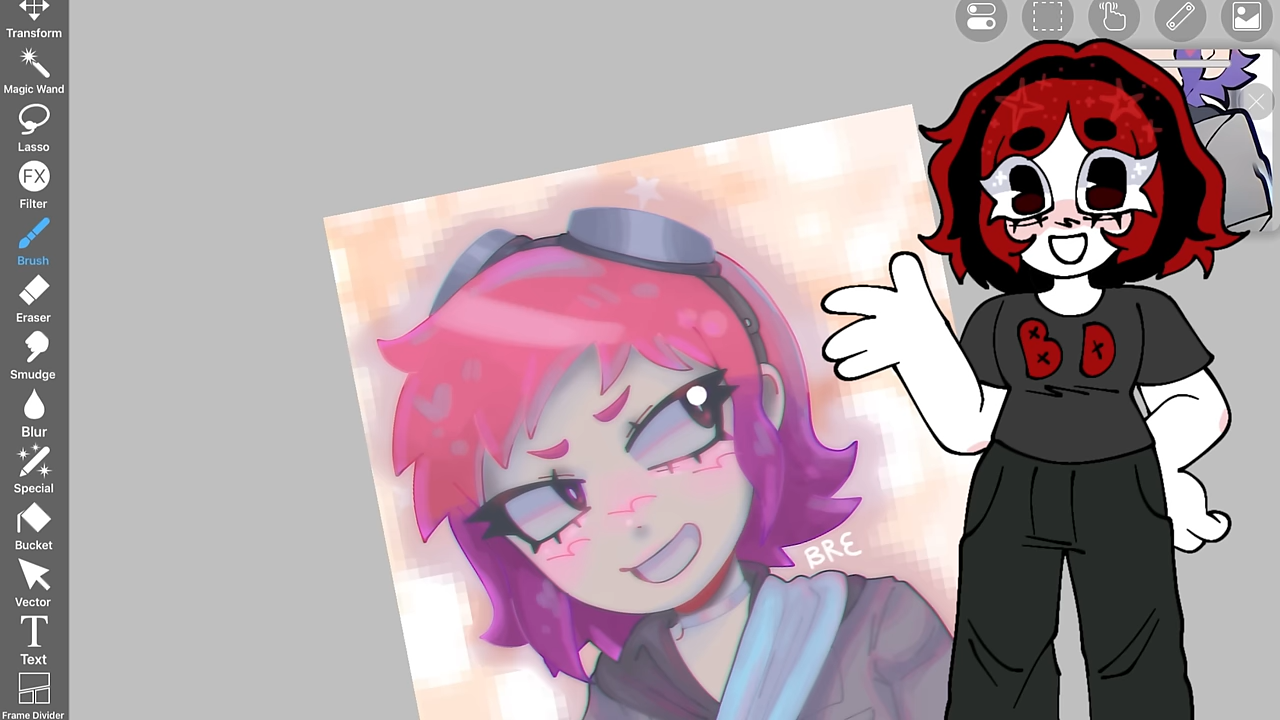 Transform
Magic Wand
Lasso
FX
Filter
Brush
Eraser
Smudge
Blur
Special
Bucket
Vector
T
Text
Frame Divider
BRE
B D